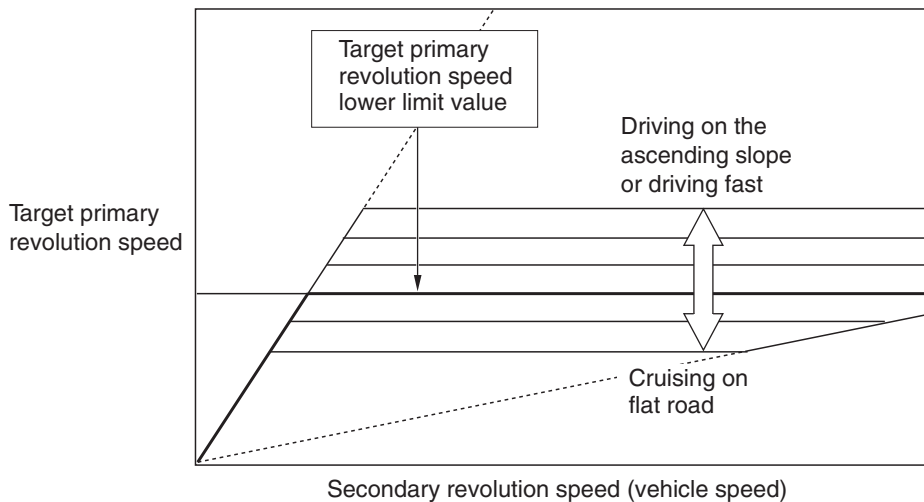 Target primary
revolution speed
lower limit value
Driving on the
ascending slope
or driving fast
Target primary
revolution speed
Cruising on
flat road
Secondary revolution speed (vehicle speed)